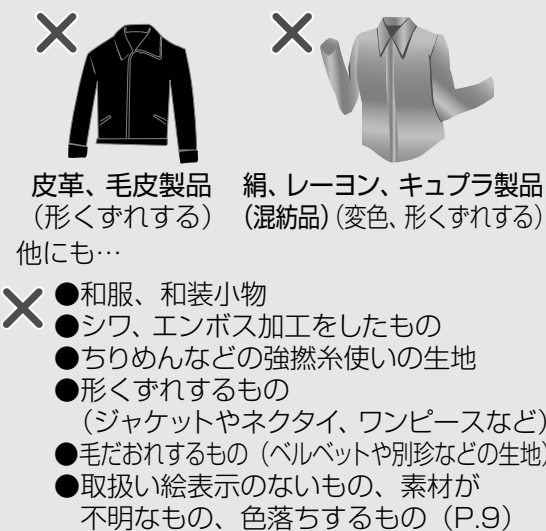 皮革、毛皮製品
（形くずれする）
絹、レーヨン、キュプラ製品
（混紡品）（変色、形くずれする）
他にも…
●和服、和装小物
●シワ、エンボス加工をしたもの
●ちりめんなどの強撚糸使いの生地
●形くずれするもの
（ジャケットやネクタイ、ワンピースなど）
●毛だおれするもの（ベルベットや別珍などの生地）
●取扱い絵表示のないもの、素材が
不明なもの、色落ちするもの（P.9）